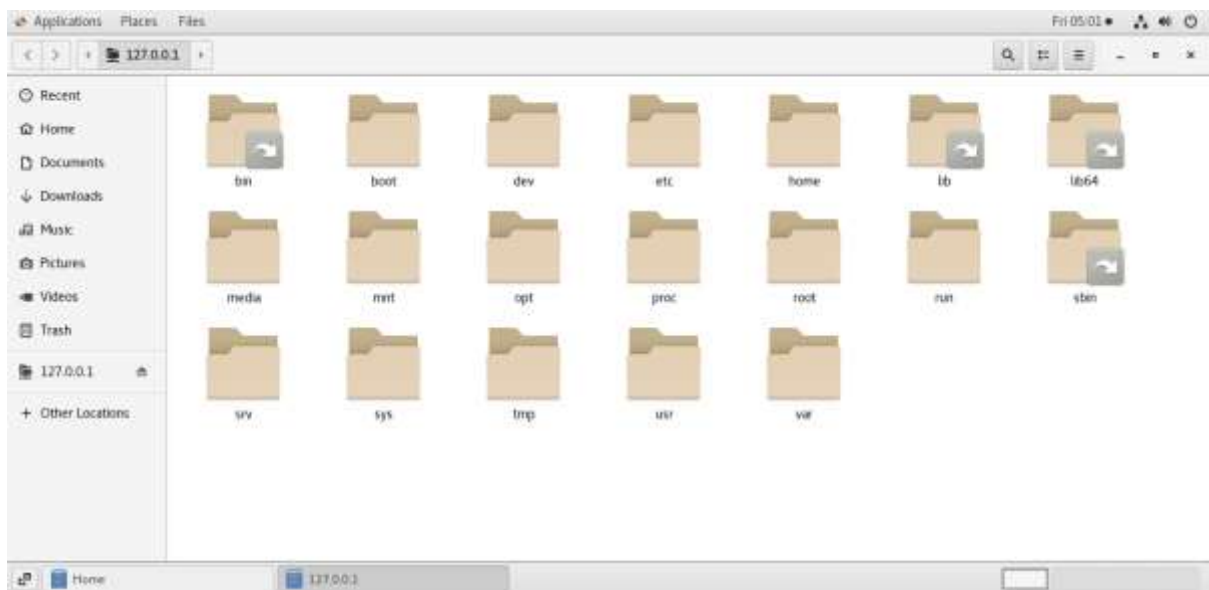 Applications Places Files Fri 05:01
127.0.0.1
Recent
Home
Documents
Downloads
Music
Pictures
Videos
Trash
127.0.0.1
+ Other Locations
bin boot dev etc home lib lib64
media mnt opt proc root run sbin
srv sys tmp usr var
Home 127.0.0.1